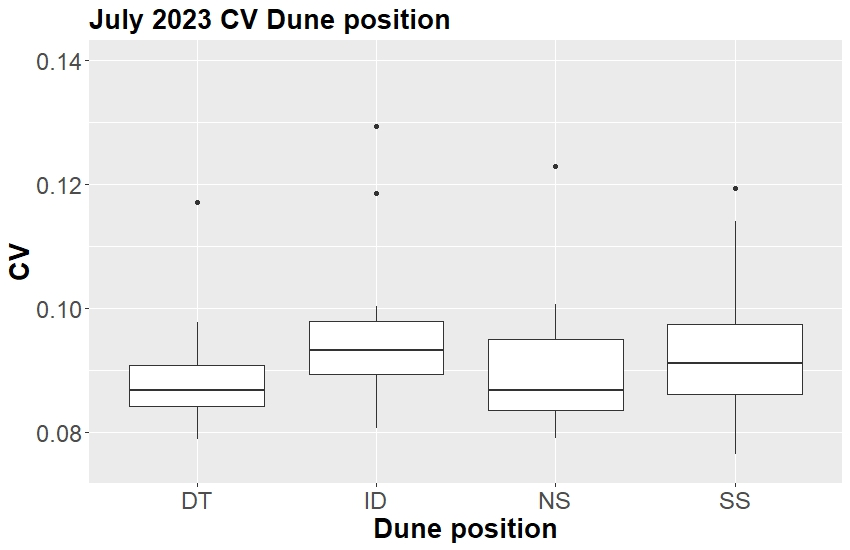 July 2023 CV Dune position
0.14
0.12
0.10
0.08
CV
DT ID NS SS
Dune position